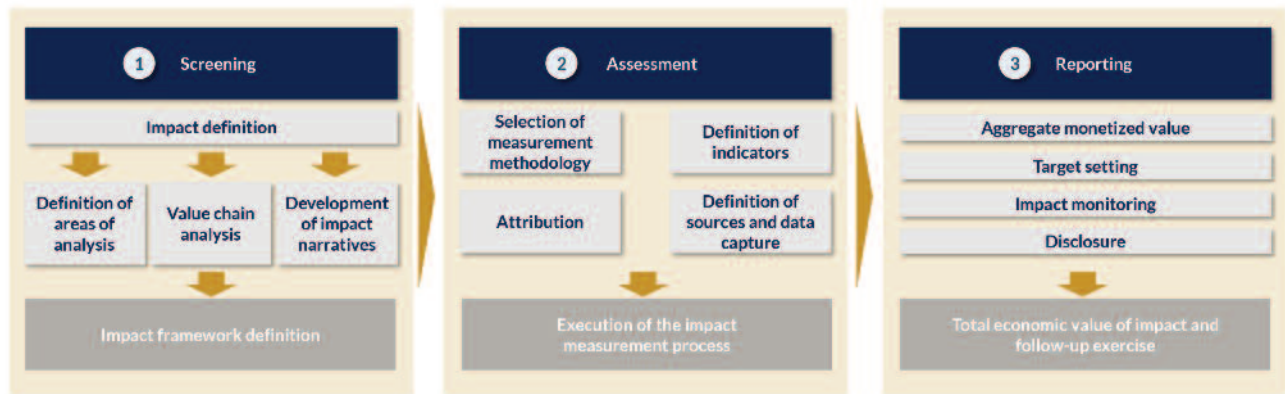 1 Screening
Impact definition
Definition of
areas of
analysis
Value chain
analysis
Development
of impact
narratives
Impact framework definition
2 Assessment
Selection of
measurement
methodology
Definition of
indicators
Attribution
Definition of
sources and data
capture
Execution of the impact
measurement process
3 Reporting
Aggregate monetized value
Target setting
Impact monitoring
Disclosure
Total economic value of impact and
follow-up exercise